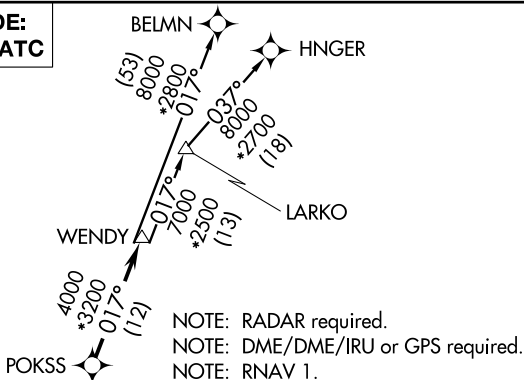 DE:
ATC
BELMN
HNGER
(53)
8000
*2800
017°
037°
8000
*2700
(18)
LARKO
017°
7000
*2500
(13)
WENDY
4000
*3200
017°
(12)
POKSS
NOTE: RADAR required.
NOTE: DME/DME/IRU or GPS required.
NOTE: RNAV 1.